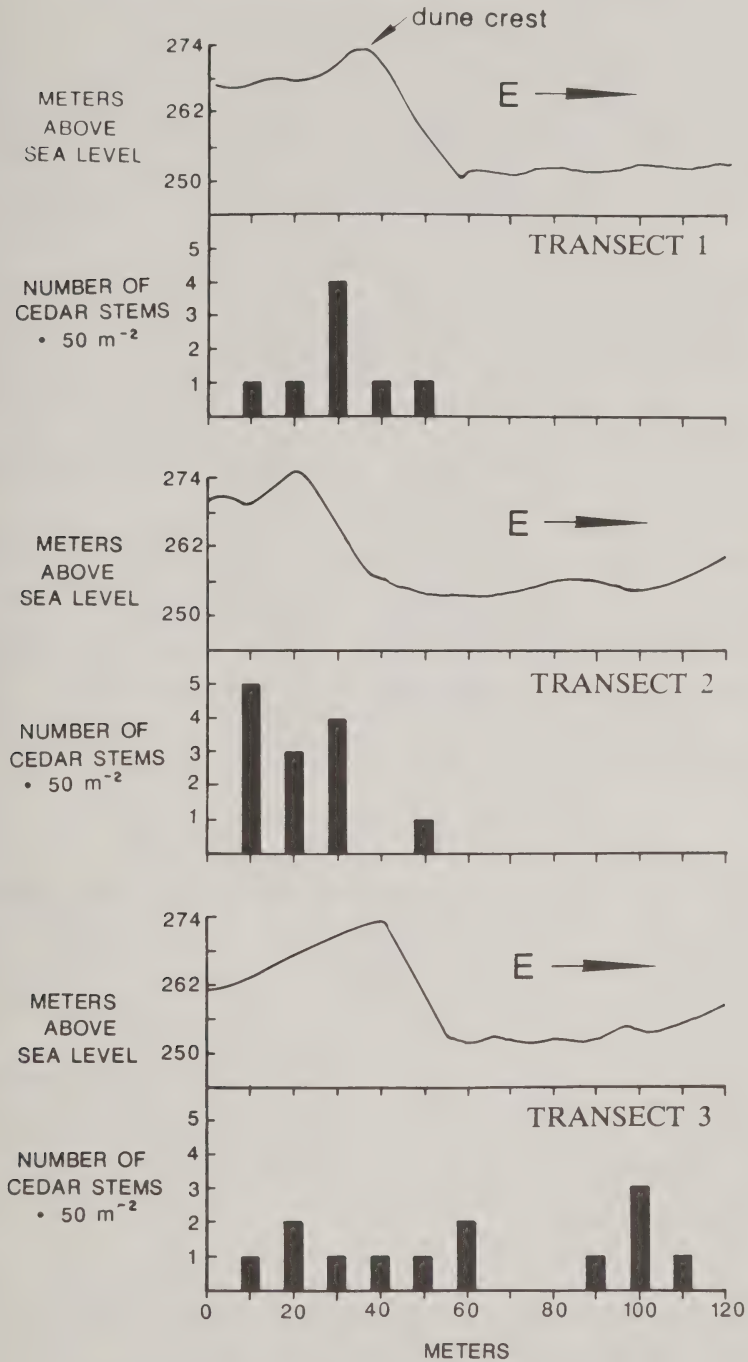 dune crest
274
262
250
METERS
ABOVE
SEA LEVEL
E
TRANSECT 1
5
4
3
2
1
NUMBER OF
CEDAR STEMS
• 50 m⁻²
274
262
250
METERS
ABOVE
SEA LEVEL
E
TRANSECT 2
5
4
3
2
1
NUMBER OF
CEDAR STEMS
• 50 m⁻²
274
262
250
METERS
ABOVE
SEA LEVEL
E
TRANSECT 3
5
4
3
2
1
NUMBER OF
CEDAR STEMS
• 50 m⁻²
0 20 40 60 80 100 120
METERS